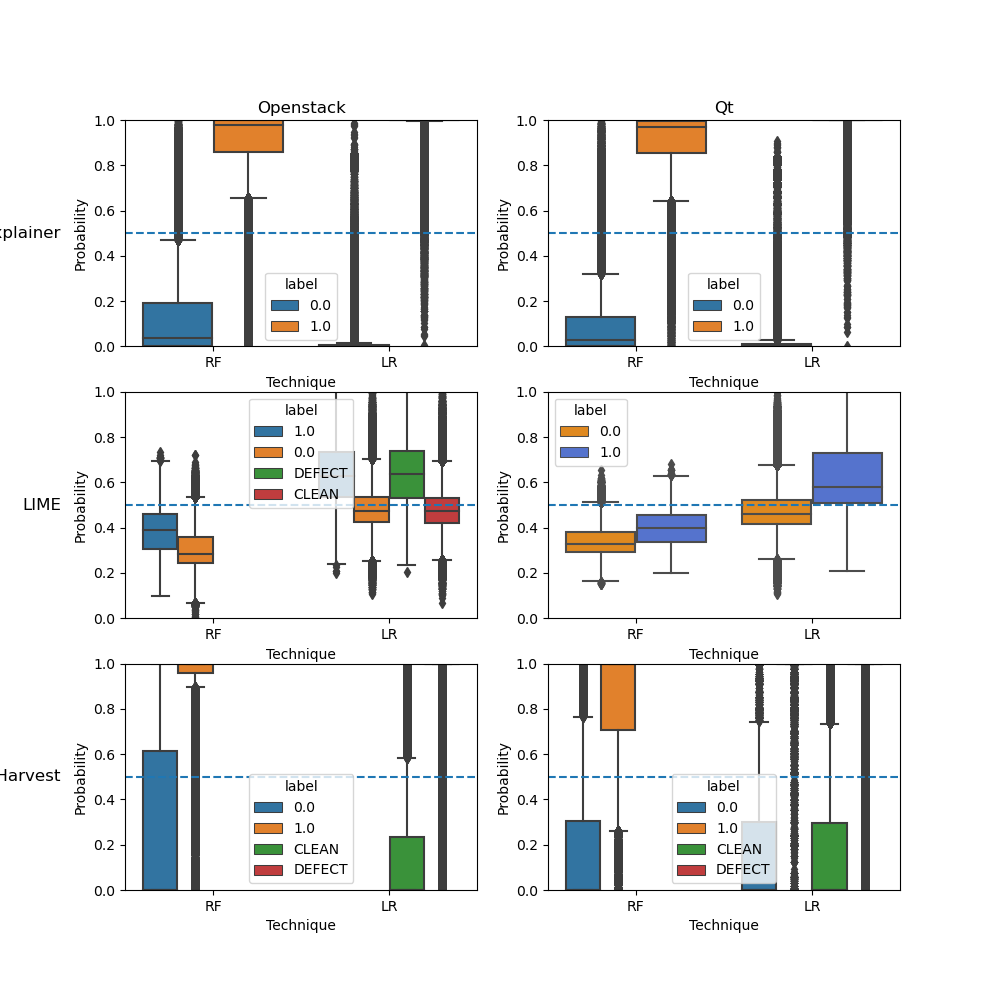 Openstack
Qt
xplainer
Probability
1.0
0.8
0.6
0.4
0.2
0.0
label
0.0
1.0
RF
LR
Technique
Probability
1.0
0.8
0.6
0.4
0.2
0.0
label
0.0
1.0
RF
LR
Technique
LIME
Probability
1.0
0.8
0.6
0.4
0.2
0.0
label
1.0
0.0
DEFECT
CLEAN
RF
LR
Technique
Probability
1.0
0.8
0.6
0.4
0.2
0.0
label
0.0
1.0
RF
LR
Technique
Harvest
Probability
1.0
0.8
0.6
0.4
0.2
0.0
label
0.0
1.0
CLEAN
DEFECT
RF
LR
Technique
Probability
1.0
0.8
0.6
0.4
0.2
0.0
label
0.0
1.0
CLEAN
DEFECT
RF
LR
Technique